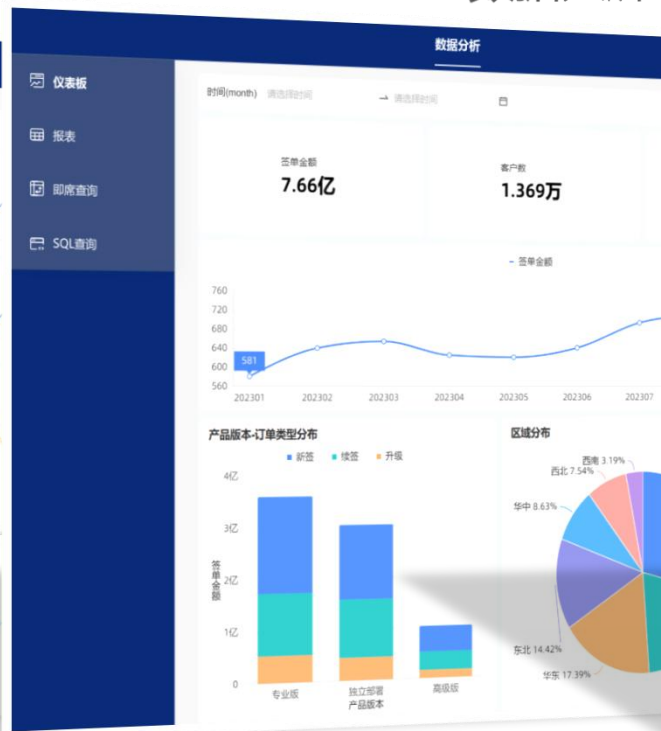 数据分析
仪表板
报表
即席查询
SQL查询
时间(month) 请选择时间 → 请选择时间
签单金额
7.66亿
客户数
1.369万
签单金额
760
720
680
640
600
560
581
202301 202302 202303 202304 202305 202306 202307
产品版本-订单类型分布
新签 续签 升级
4亿
3亿
2亿
1亿
0
签单金额
专业版 独立部署 高级版
产品版本
区域分布
西南 3.19%
西北 7.54%
华中 8.63%
东北 14.42%
华东 17.39%